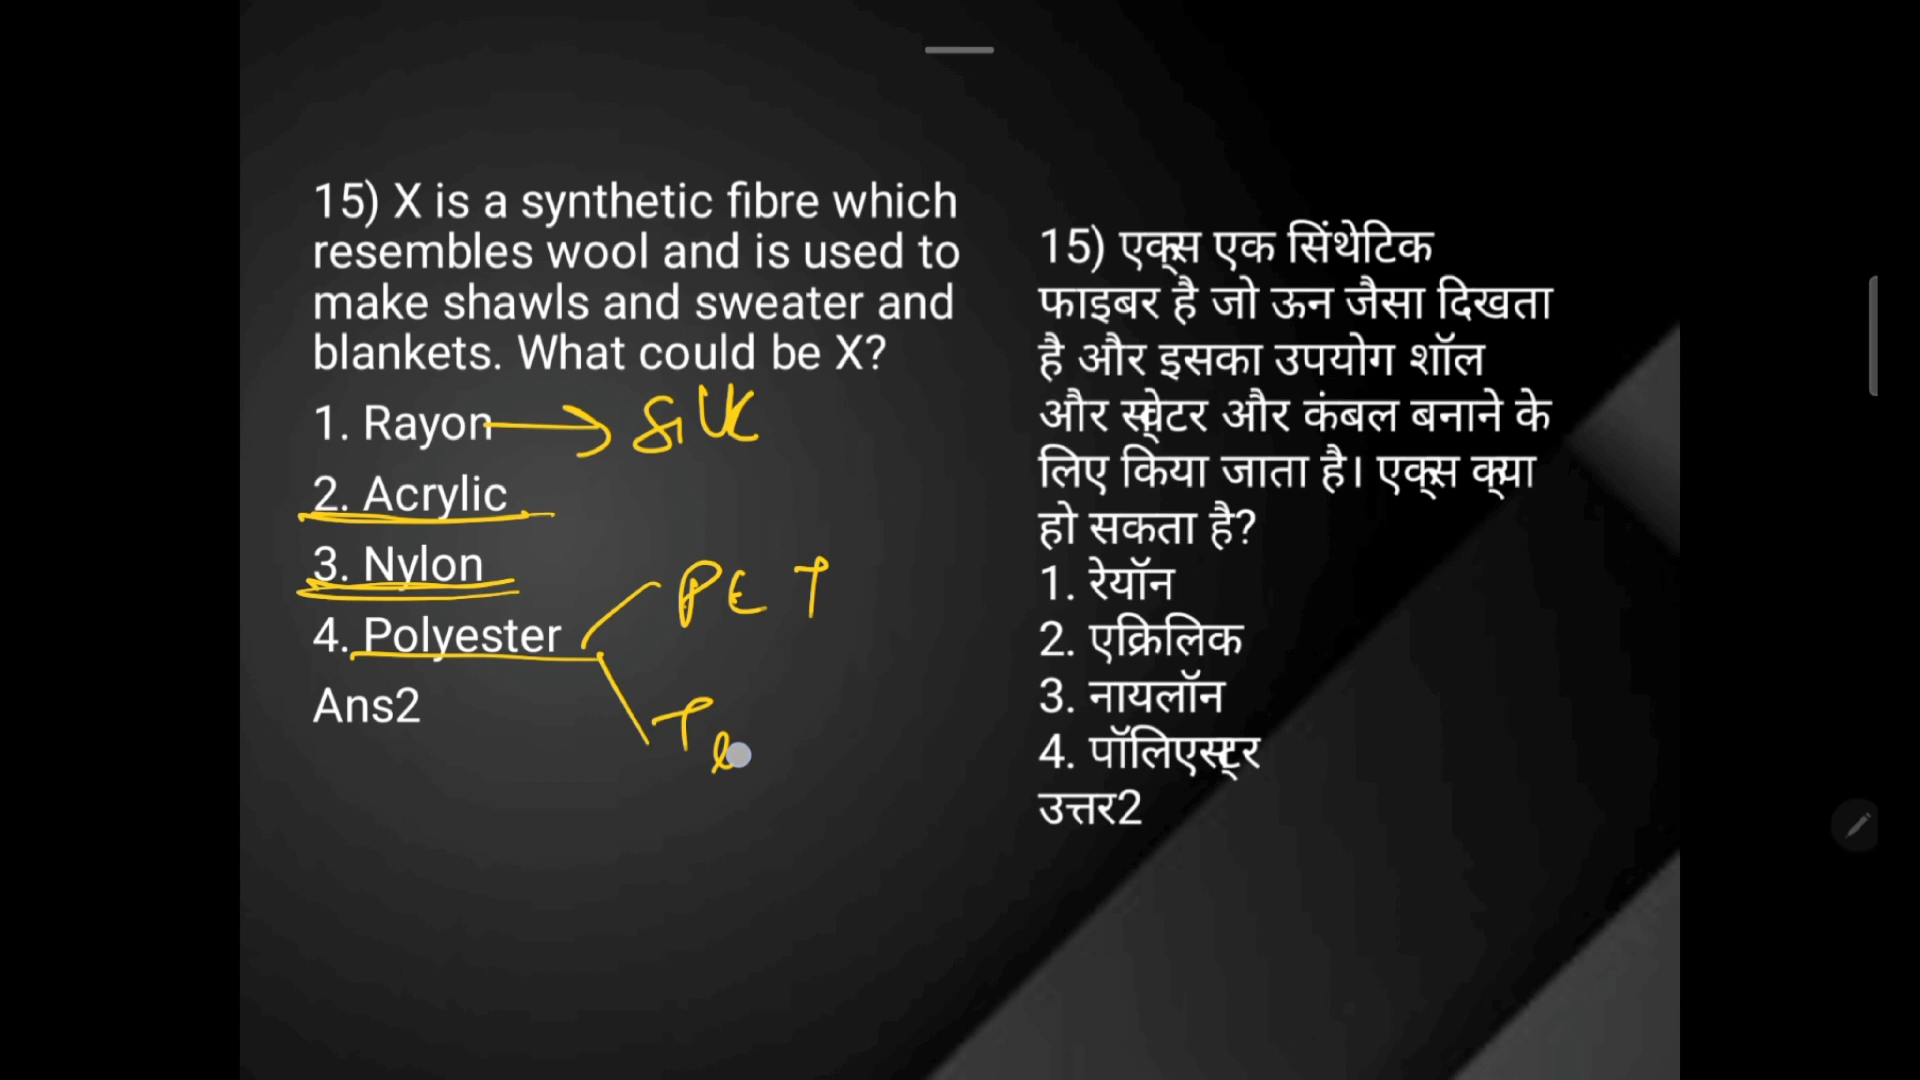 15) X is a synthetic fibre which
resembles wool and is used to
make shawls and sweater and
blankets. What could be X?
1. Rayon → Silk
2. Acrylic
3. Nylon
PET
4. Polyester
Te
Ans2
15) एक्स एक सिंथेटिक
फाइबर है जो ऊन जैसा दिखता
है और इसका उपयोग शॉल
और स्वेटर और कंबल बनाने के
लिए किया जाता है। एक्स क्या
हो सकता है?
1. रेयॉन
2. एक्रिलिक
3. नायलॉन
4. पॉलिएस्टर
उत्तर2